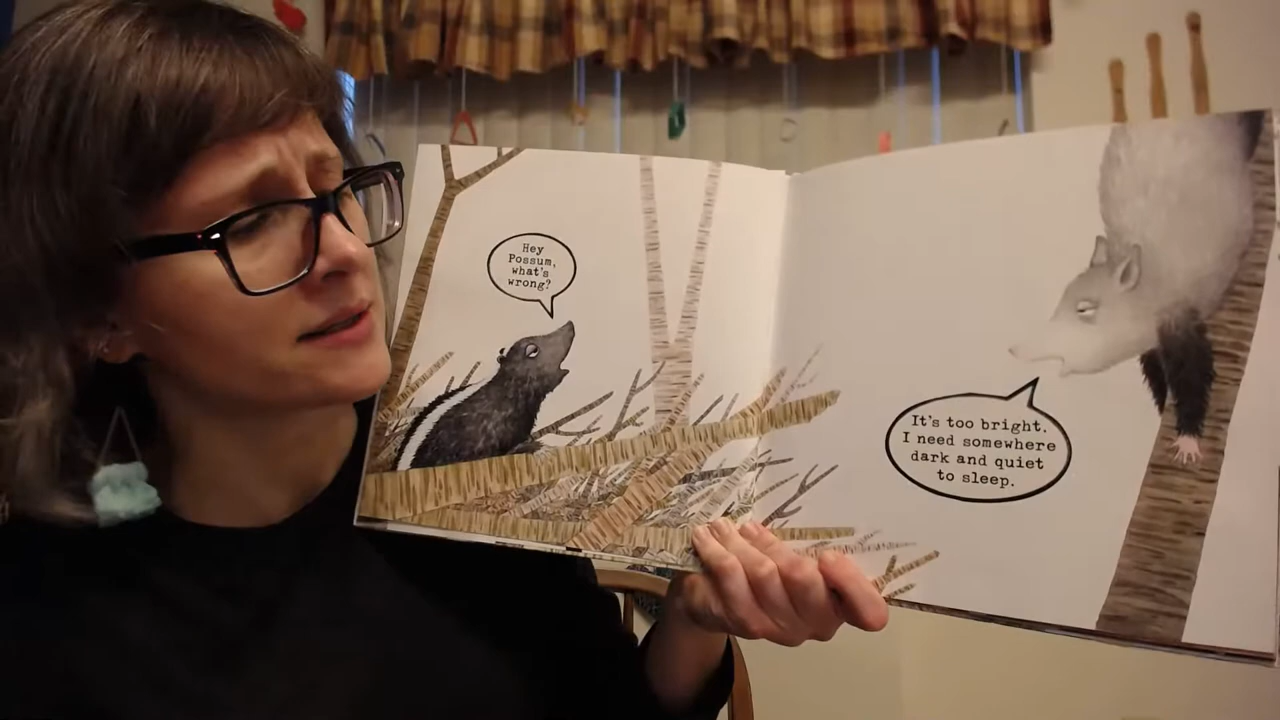 Hey
Possum,
what's
wrong?
It's too bright.
I need somewhere
dark and quiet
to sleep.